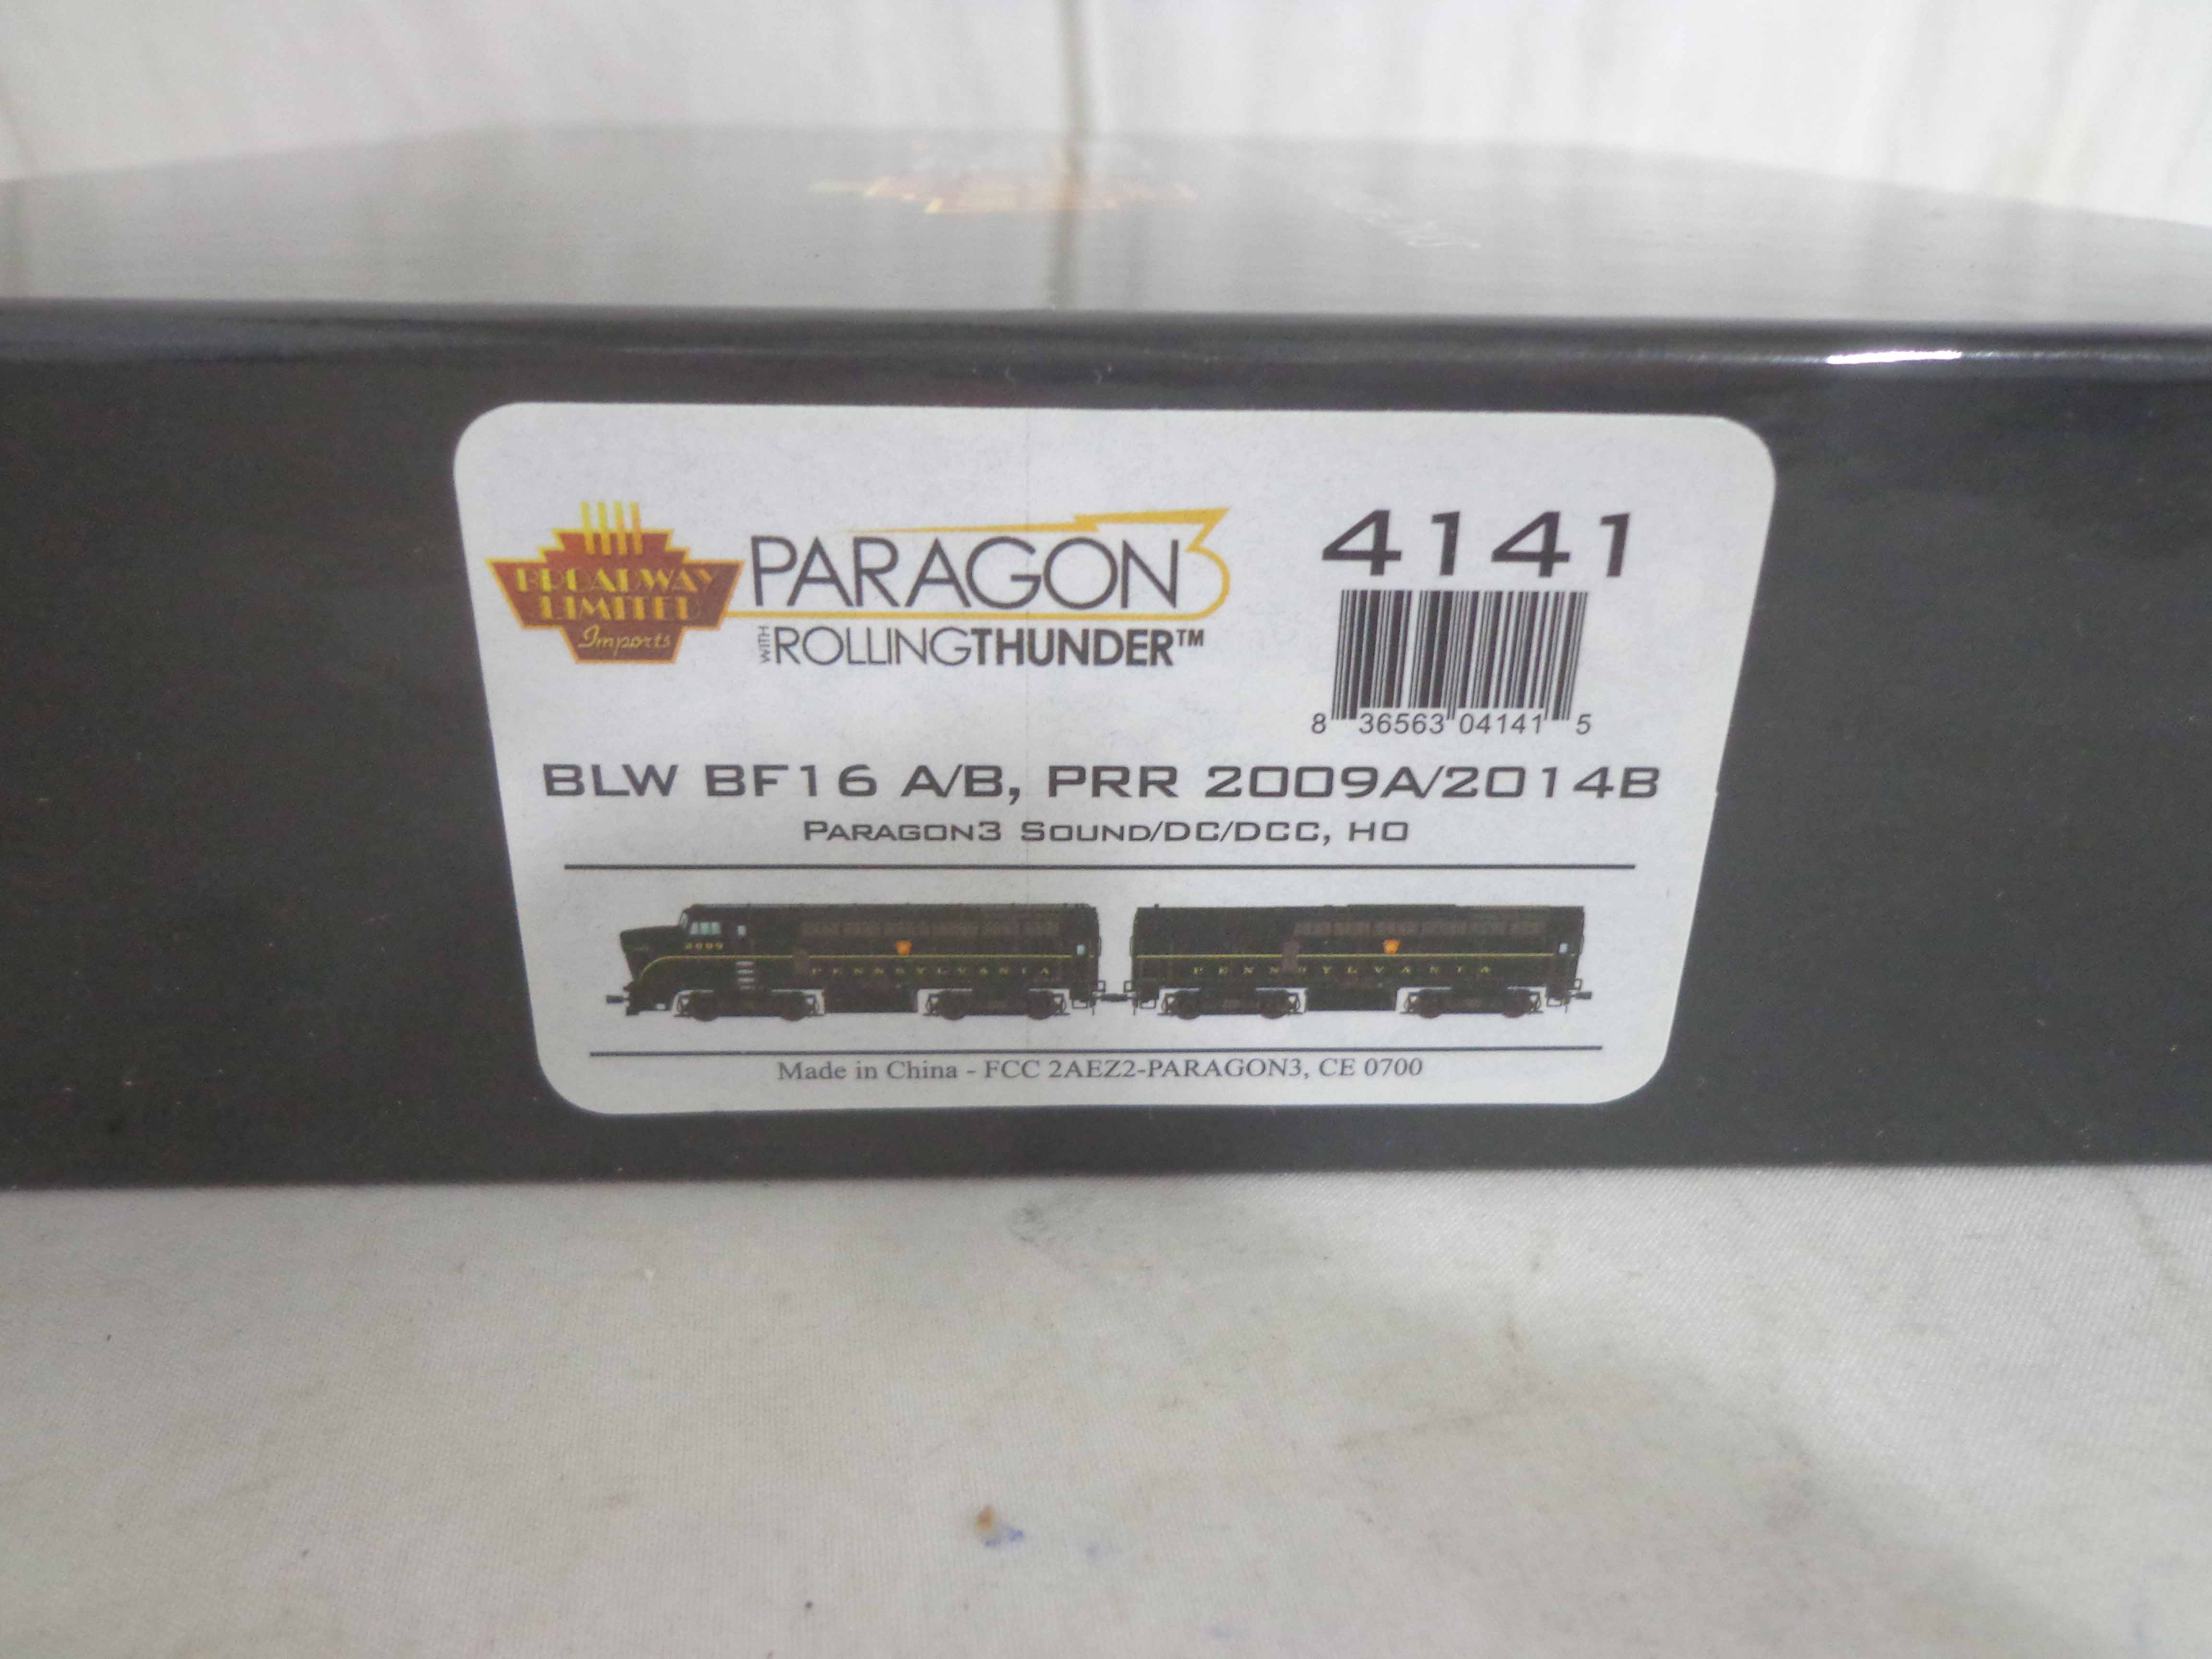 BROADWAY
LIMITED
Imports
PARAGON3
WITH ROLLINGTHUNDER™
4141
8 36563 04141 5
BLW BF16 A/B, PRR 2009A/2014B
PARAGON3 SOUND/DC/DCC, HO
2009
PENNSYLVANIA
PENNSYLVANIA
Made in China - FCC 2AEZ2-PARAGON3, CE 0700